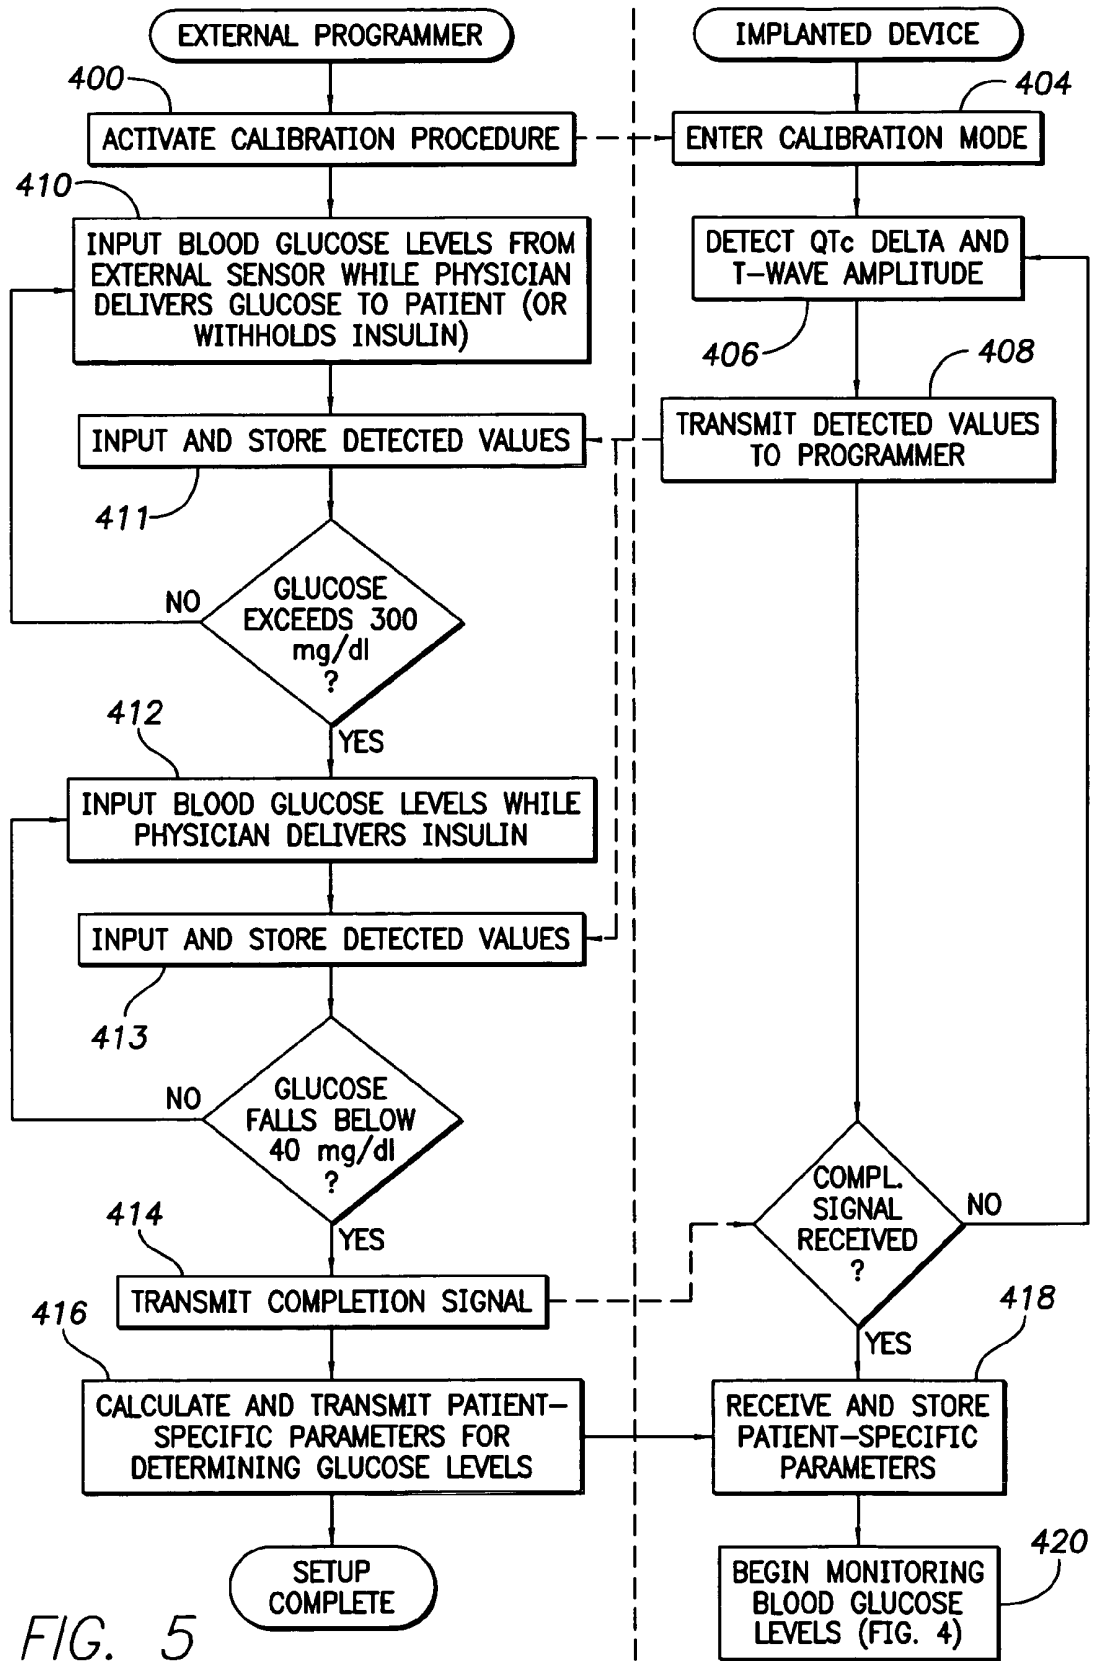 EXTERNAL PROGRAMMER
IMPLANTED DEVICE
400
404
ACTIVATE CALIBRATION PROCEDURE
ENTER CALIBRATION MODE
410
INPUT BLOOD GLUCOSE LEVELS FROM
EXTERNAL SENSOR WHILE PHYSICIAN
DELIVERS GLUCOSE TO PATIENT (OR
WITHHOLDS INSULIN)
DETECT QTc DELTA AND
T-WAVE AMPLITUDE
406
408
INPUT AND STORE DETECTED VALUES
TRANSMIT DETECTED VALUES
TO PROGRAMMER
411
GLUCOSE
EXCEEDS 300
mg/dl
?
NO
YES
412
INPUT BLOOD GLUCOSE LEVELS WHILE
PHYSICIAN DELIVERS INSULIN
INPUT AND STORE DETECTED VALUES
413
GLUCOSE
FALLS BELOW
40 mg/dl
?
NO
YES
COMPL.
SIGNAL
RECEIVED
?
NO
YES
414
TRANSMIT COMPLETION SIGNAL
416
CALCULATE AND TRANSMIT PATIENT-
SPECIFIC PARAMETERS FOR
DETERMINING GLUCOSE LEVELS
418
RECEIVE AND STORE
PATIENT-SPECIFIC
PARAMETERS
SETUP
COMPLETE
420
BEGIN MONITORING
BLOOD GLUCOSE
LEVELS (FIG. 4)
FIG. 5